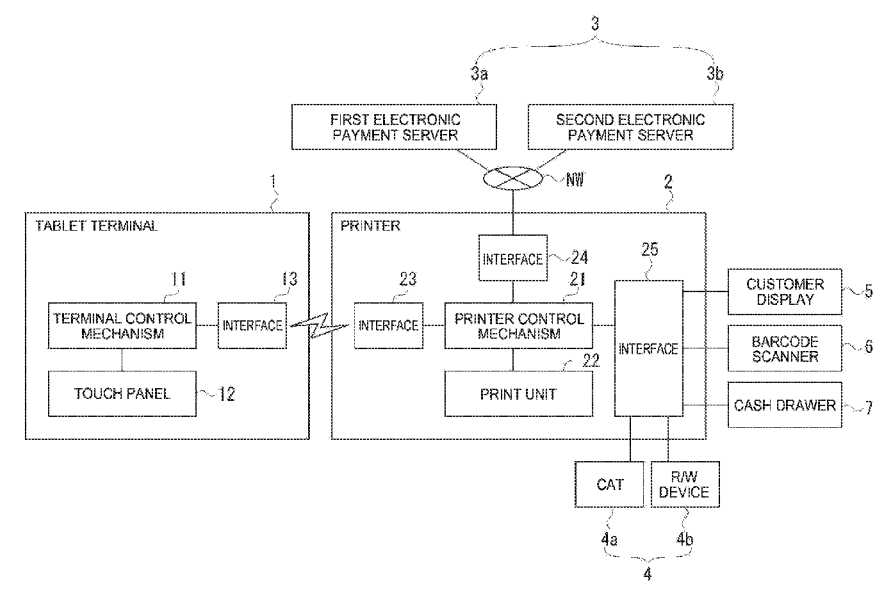 3
3a
3b
FIRST ELECTRONIC
PAYMENT SERVER
SECOND ELECTRONIC
PAYMENT SERVER
NW
1
2
TABLET TERMINAL
PRINTER
INTERFACE
24
25
11
13
23
21
TERMINAL CONTROL
MECHANISM
INTERFACE
INTERFACE
PRINTER CONTROL
MECHANISM
INTERFACE
CUSTOMER
DISPLAY
5
BARCODE
SCANNER
6
TOUCH PANEL
12
PRINT UNIT
22
CASH DRAWER
7
CAT
R/W
DEVICE
4a
4b
4